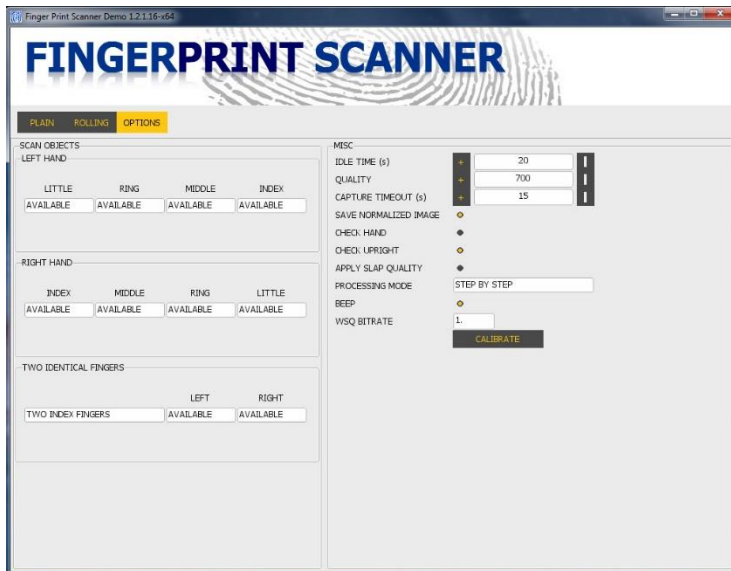 Finger Print Scanner Demo 1.2.1.16-x64
FINGERPRINT SCANNER
PLAIN ROLLING OPTIONS
SCAN OBJECTS
LEFT HAND
LITTLE RING MIDDLE INDEX
AVAILABLE AVAILABLE AVAILABLE AVAILABLE
RIGHT HAND
INDEX MIDDLE RING LITTLE
AVAILABLE AVAILABLE AVAILABLE AVAILABLE
TWO IDENTICAL FINGERS
LEFT RIGHT
TWO INDEX FINGERS AVAILABLE AVAILABLE
MISC
IDLE TIME (s) + 20
QUALITY + 700
CAPTURE TIMEOUT (s) + 15
SAVE NORMALIZED IMAGE
CHECK HAND
CHECK UPRIGHT
APPLY SLAP QUALITY
PROCESSING MODE STEP BY STEP
BEEP
WSQ BITRATE 1.
CALIBRATE